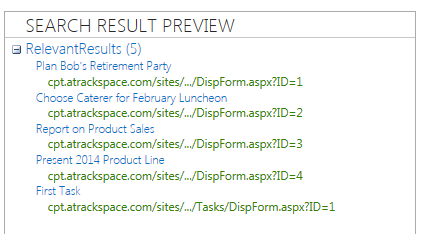 SEARCH RESULT PREVIEW
RelevantResults (5)
Plan Bob's Retirement Party
cpt.atrackspace.com/sites/.../DispForm.aspx?ID=1
Choose Caterer for February Luncheon
cpt.atrackspace.com/sites/.../DispForm.aspx?ID=2
Report on Product Sales
cpt.atrackspace.com/sites/.../DispForm.aspx?ID=3
Present 2014 Product Line
cpt.atrackspace.com/sites/.../DispForm.aspx?ID=4
First Task
cpt.atrackspace.com/sites/.../Tasks/DispForm.aspx?ID=1